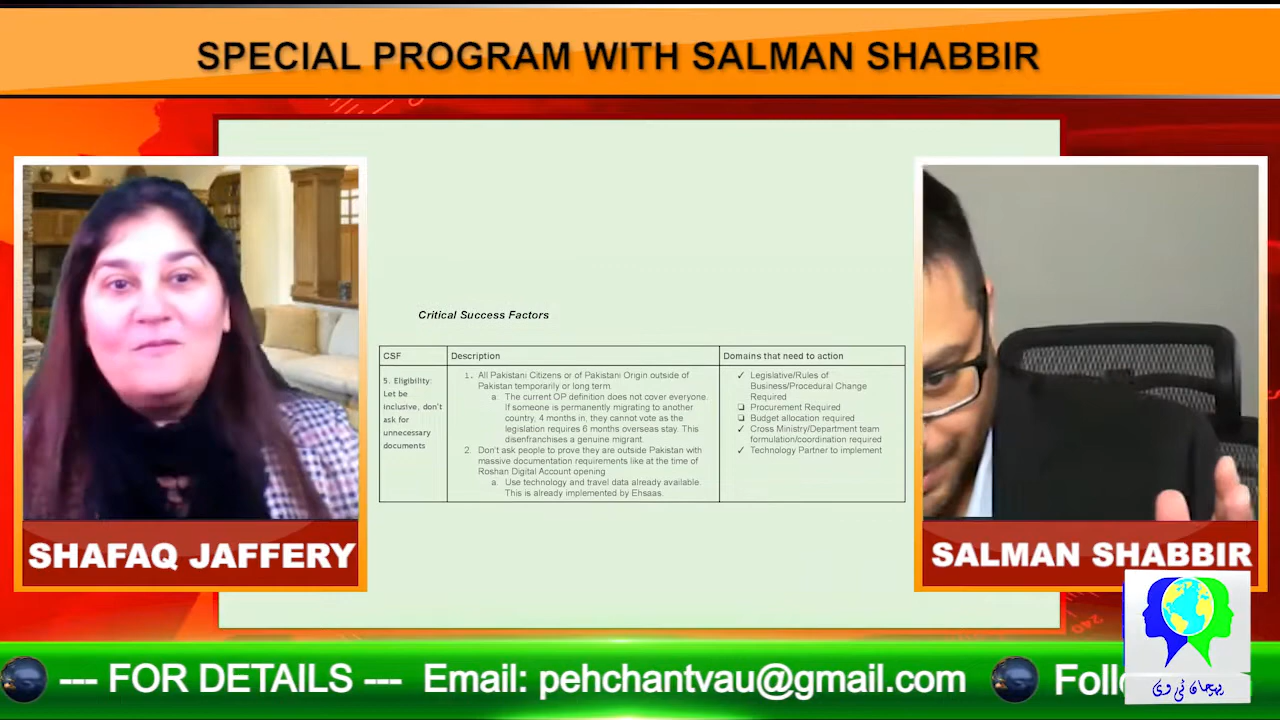 SPECIAL PROGRAM WITH SALMAN SHABBIR
Critical Success Factors
CSF
Description
Domains that need to action
5. Eligibility:
Let be
inclusive, don't
ask for
unnecessary
documents
1. All Pakistani Citizens or of Pakistani Origin outside of
Pakistan temporarily or long term.
a. The current OP definition does not cover everyone.
If someone is permanently migrating to another
country. 4 months in, they cannot vote as the
legislation requires 6 months overseas stay. This
disenfranchises a genuine migrant.
2. Don't ask people to prove they are outside Pakistan with
massive documentation requirements like at the time of
Roshan Digital Account opening
a. Use technology and travel data already available.
This is already implemented by Ehsaas.
✓ Legislative/Rules of
Business/Procedural Change
Required
❑ Procurement Required
❑ Budget allocation required
✓ Cross Ministry/Department team
formulation/coordination required
✓ Technology Partner to implement
SHAFAQ JAFFERY
SALMAN SHABBIR
--- FOR DETAILS --- Email: pehchantvau@gmail.com
پہچان ٹی وی
240